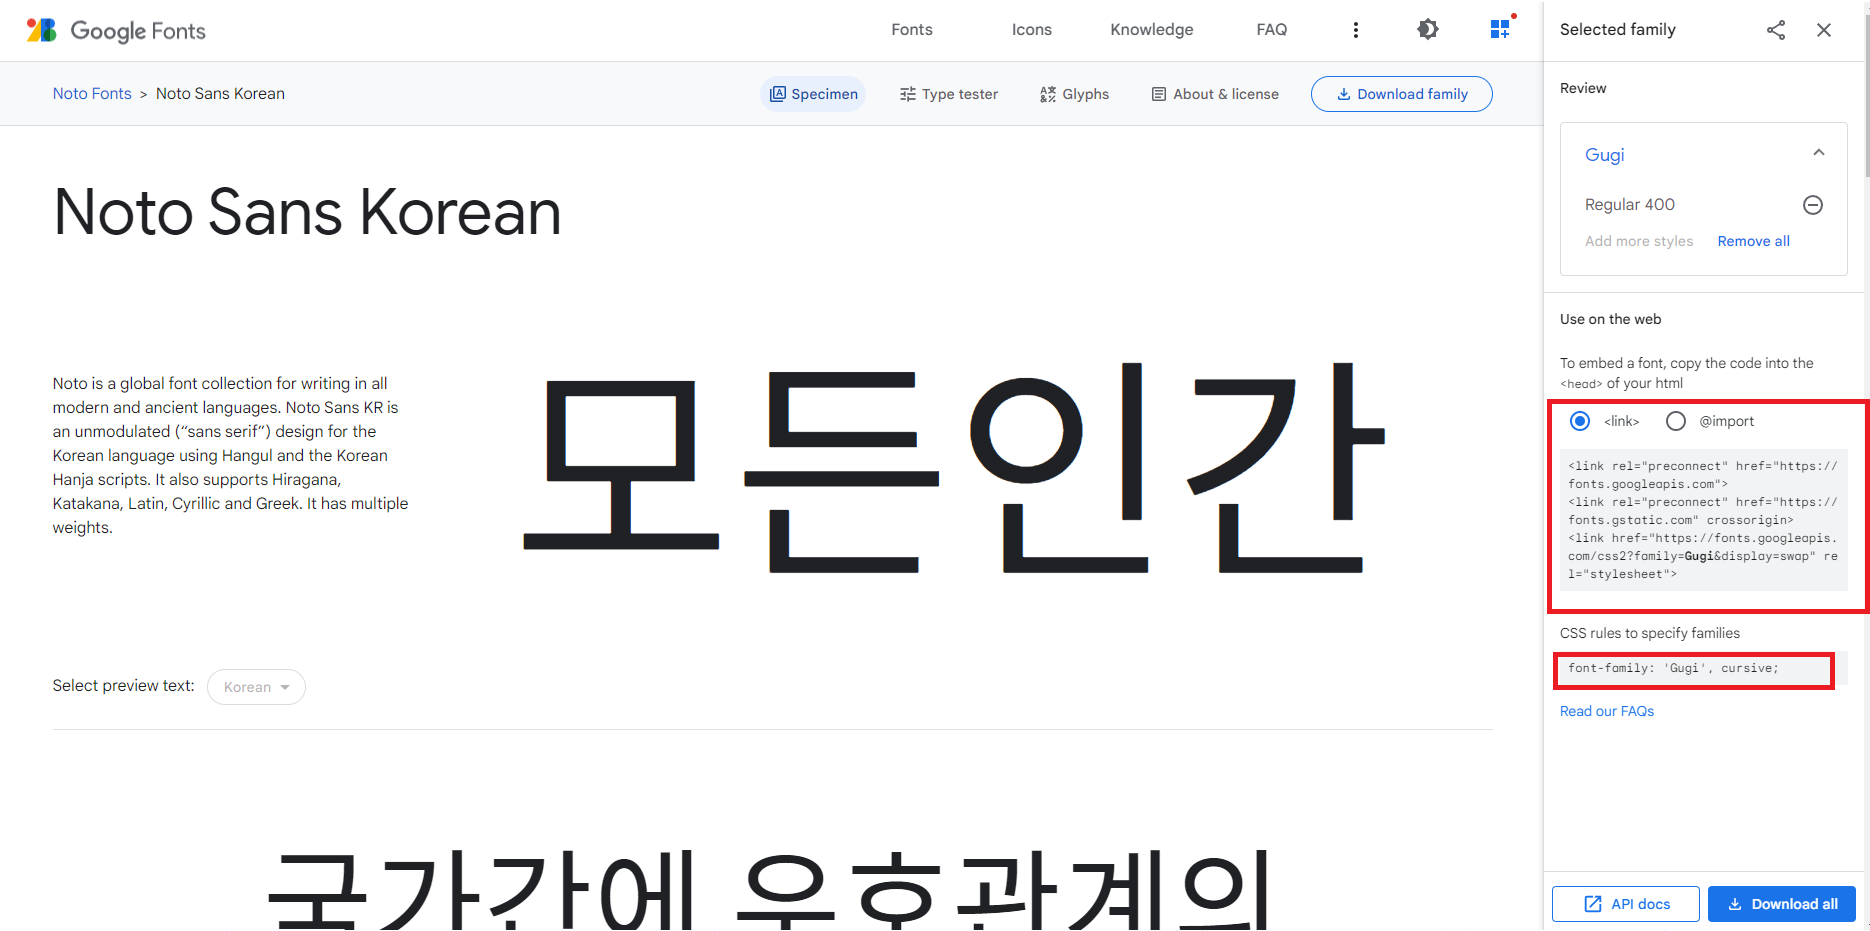 Google Fonts
Fonts
Icons
Knowledge
FAQ
Noto Fonts > Noto Sans Korean
Specimen
Type tester
Glyphs
About & license
Download family
Noto Sans Korean
Noto is a global font collection for writing in all
modern and ancient languages. Noto Sans KR is
an unmodulated (“sans serif”) design for the
Korean language using Hangul and the Korean
Hanja scripts. It also supports Hiragana,
Katakana, Latin, Cyrillic and Greek. It has multiple
weights.
모든인간
Select preview text:
Korean
국가간에 우호관계의
Selected family
Review
Gugi
Regular 400
Add more styles
Remove all
Use on the web
To embed a font, copy the code into the
<head> of your html
<link>
@import
<link rel="preconnect" href="https://
fonts.googleapis.com">
<link rel="preconnect" href="https://
fonts.gstatic.com" crossorigin>
<link href="https://fonts.googleapis.
com/css2?family=Gugi&display=swap" re
l="stylesheet">
CSS rules to specify families
font-family: 'Gugi', cursive;
Read our FAQs
API docs
Download all